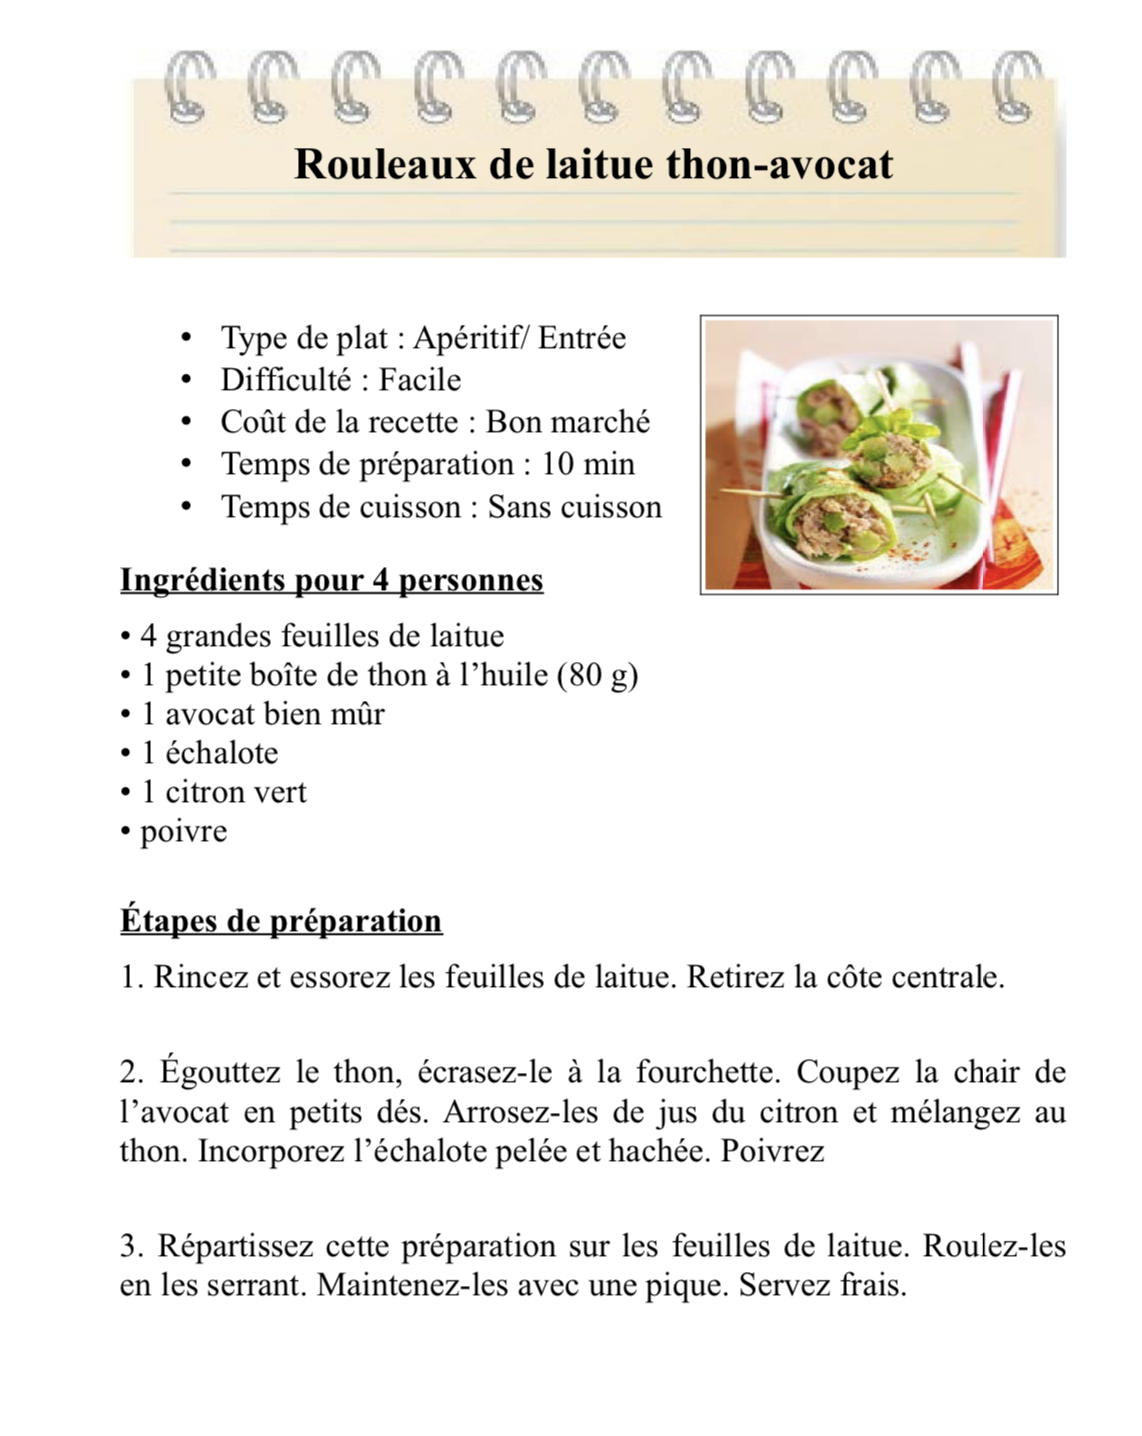 Rouleaux de laitue thon-avocat
• Type de plat : Apéritif/ Entrée
• Difficulté : Facile
• Coût de la recette : Bon marché
• Temps de préparation : 10 min
• Temps de cuisson : Sans cuisson
Ingrédients pour 4 personnes
• 4 grandes feuilles de laitue
• 1 petite boîte de thon à l’huile (80 g)
• 1 avocat bien mûr
• 1 échalote
• 1 citron vert
• poivre
Étapes de préparation
1. Rincez et essorez les feuilles de laitue. Retirez la côte centrale.
2. Égouttez le thon, écrasez-le à la fourchette. Coupez la chair de
l’avocat en petits dés. Arrosez-les de jus du citron et mélangez au
thon. Incorporez l’échalote pelée et hachée. Poivrez
3. Répartissez cette préparation sur les feuilles de laitue. Roulez-les
en les serrant. Maintenez-les avec une pique. Servez frais.